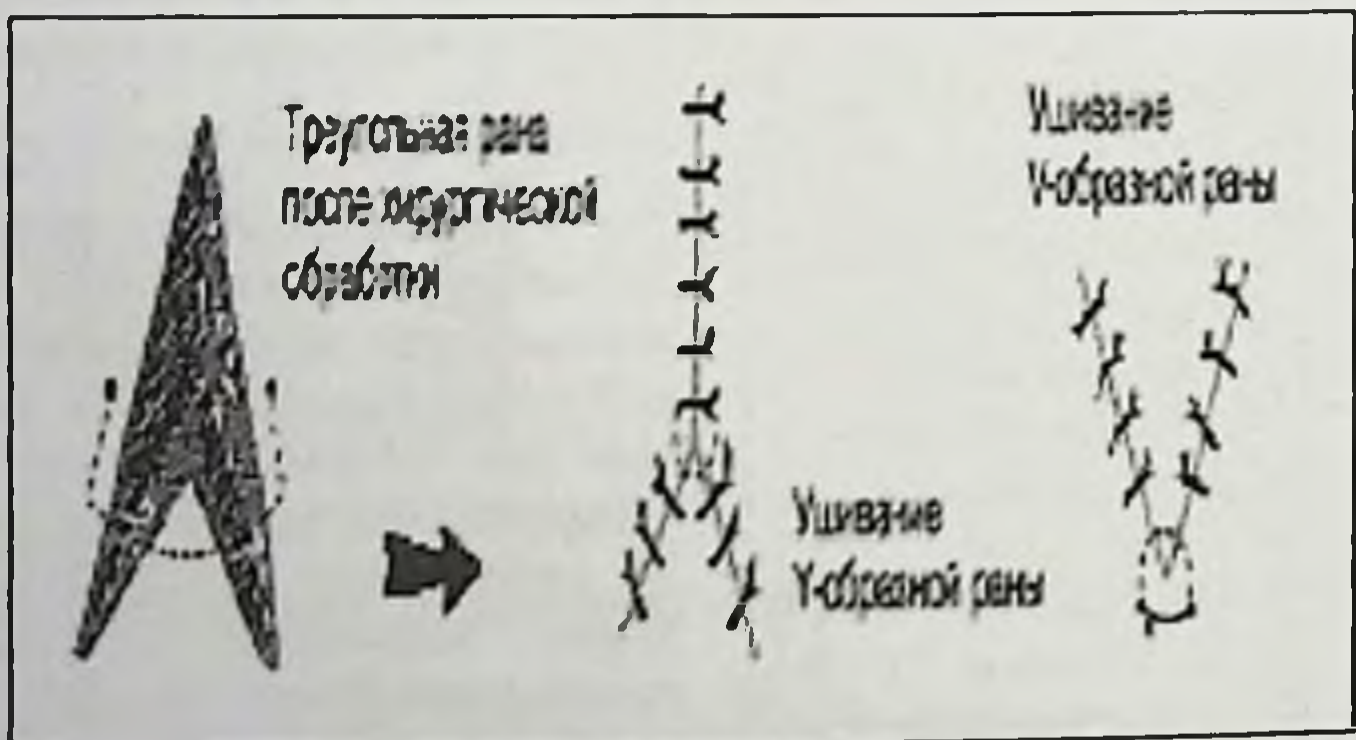 Треугольная рана
после хирургической
обработки
Ушивание
Y-образной раны
Ушивание
V-образной раны